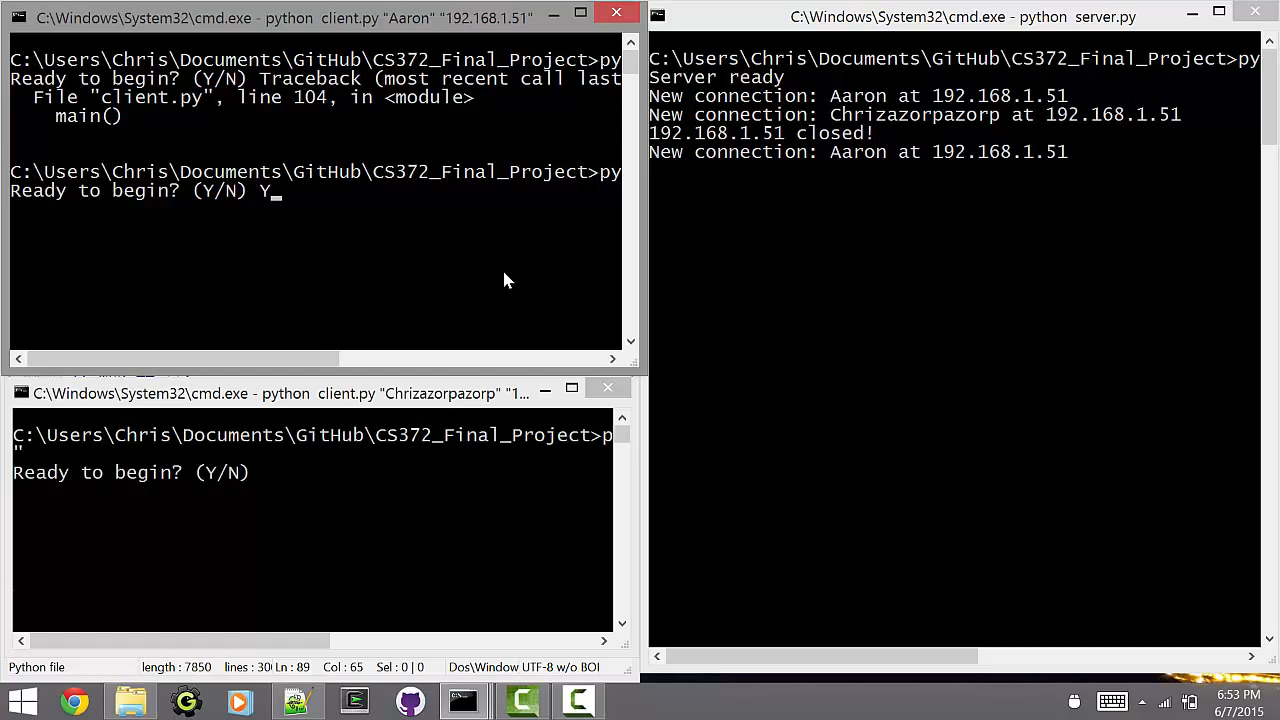 C:\Windows\System32\cmd.exe - python  client.py "Aaron" "192.168.1.51"
C:\Users\Chris\Documents\GitHub\CS372_Final_Project>py
Ready to begin? (Y/N) Traceback (most recent call last
  File "client.py", line 104, in <module>
    main()
C:\Users\Chris\Documents\GitHub\CS372_Final_Project>py
Ready to begin? (Y/N) Y_
C:\Windows\System32\cmd.exe - python  client.py "Chrizazorpazorp" "1...
C:\Users\Chris\Documents\GitHub\CS372_Final_Project>p
"
Ready to begin? (Y/N)
Python file length : 7850 lines : 30 Ln : 89 Col : 65 Sel : 0 | 0 Dos\Window UTF-8 w/o BOI
C:\Windows\System32\cmd.exe - python  server.py
C:\Users\Chris\Documents\GitHub\CS372_Final_Project>py
Server ready
New connection: Aaron at 192.168.1.51
New connection: Chrizazorpazorp at 192.168.1.51
192.168.1.51 closed!
New connection: Aaron at 192.168.1.51
6:53 PM
6/7/2015